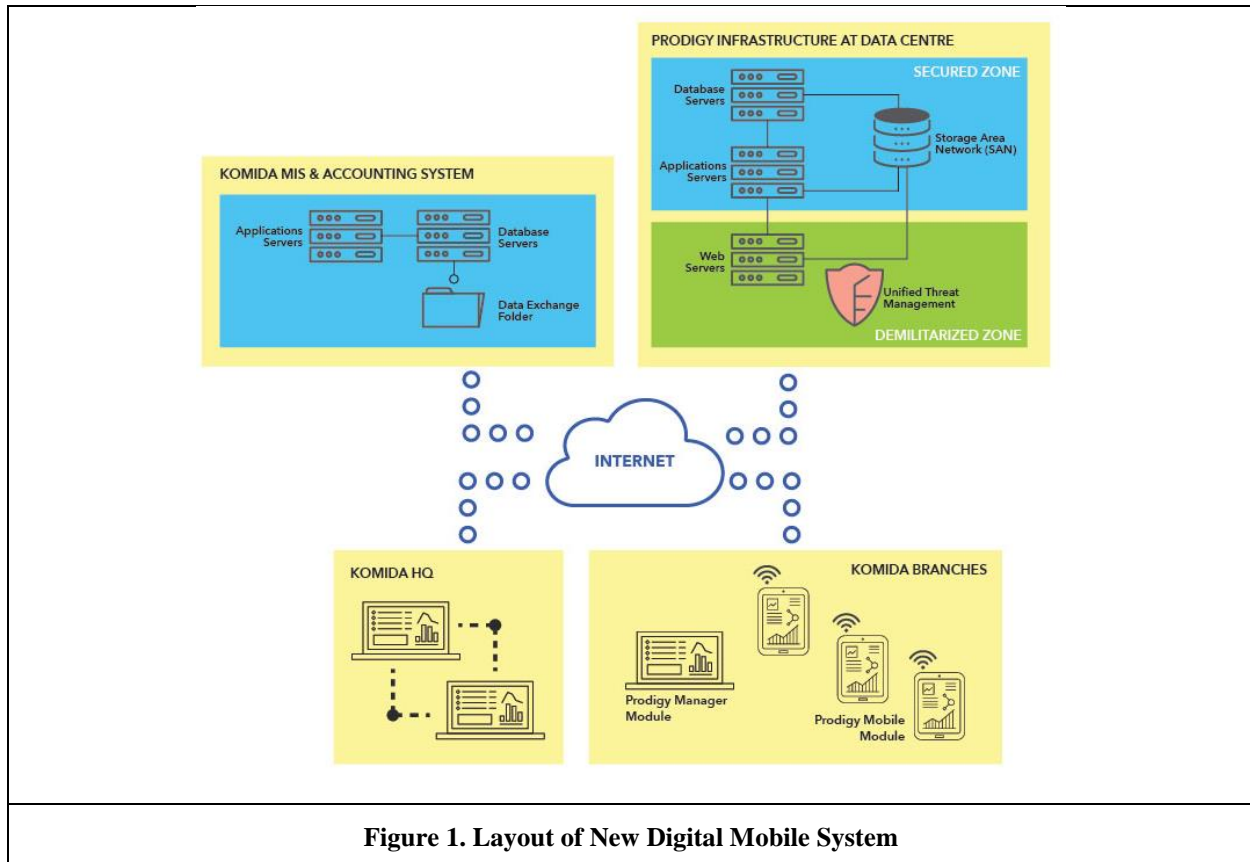 PRODIGY INFRASTRUCTURE AT DATA CENTRE
SECURED ZONE
Database
Servers
Storage Area
Network (SAN)
Applications
Servers
Web
Servers
Unified Threat
Management
DEMILITARIZED ZONE
KOMIDA MIS & ACCOUNTING SYSTEM
Applications
Servers
Database
Servers
Data Exchange
Folder
INTERNET
KOMIDA HQ
KOMIDA BRANCHES
Prodigy Manager
Module
Prodigy Mobile
Module
Figure 1. Layout of New Digital Mobile System